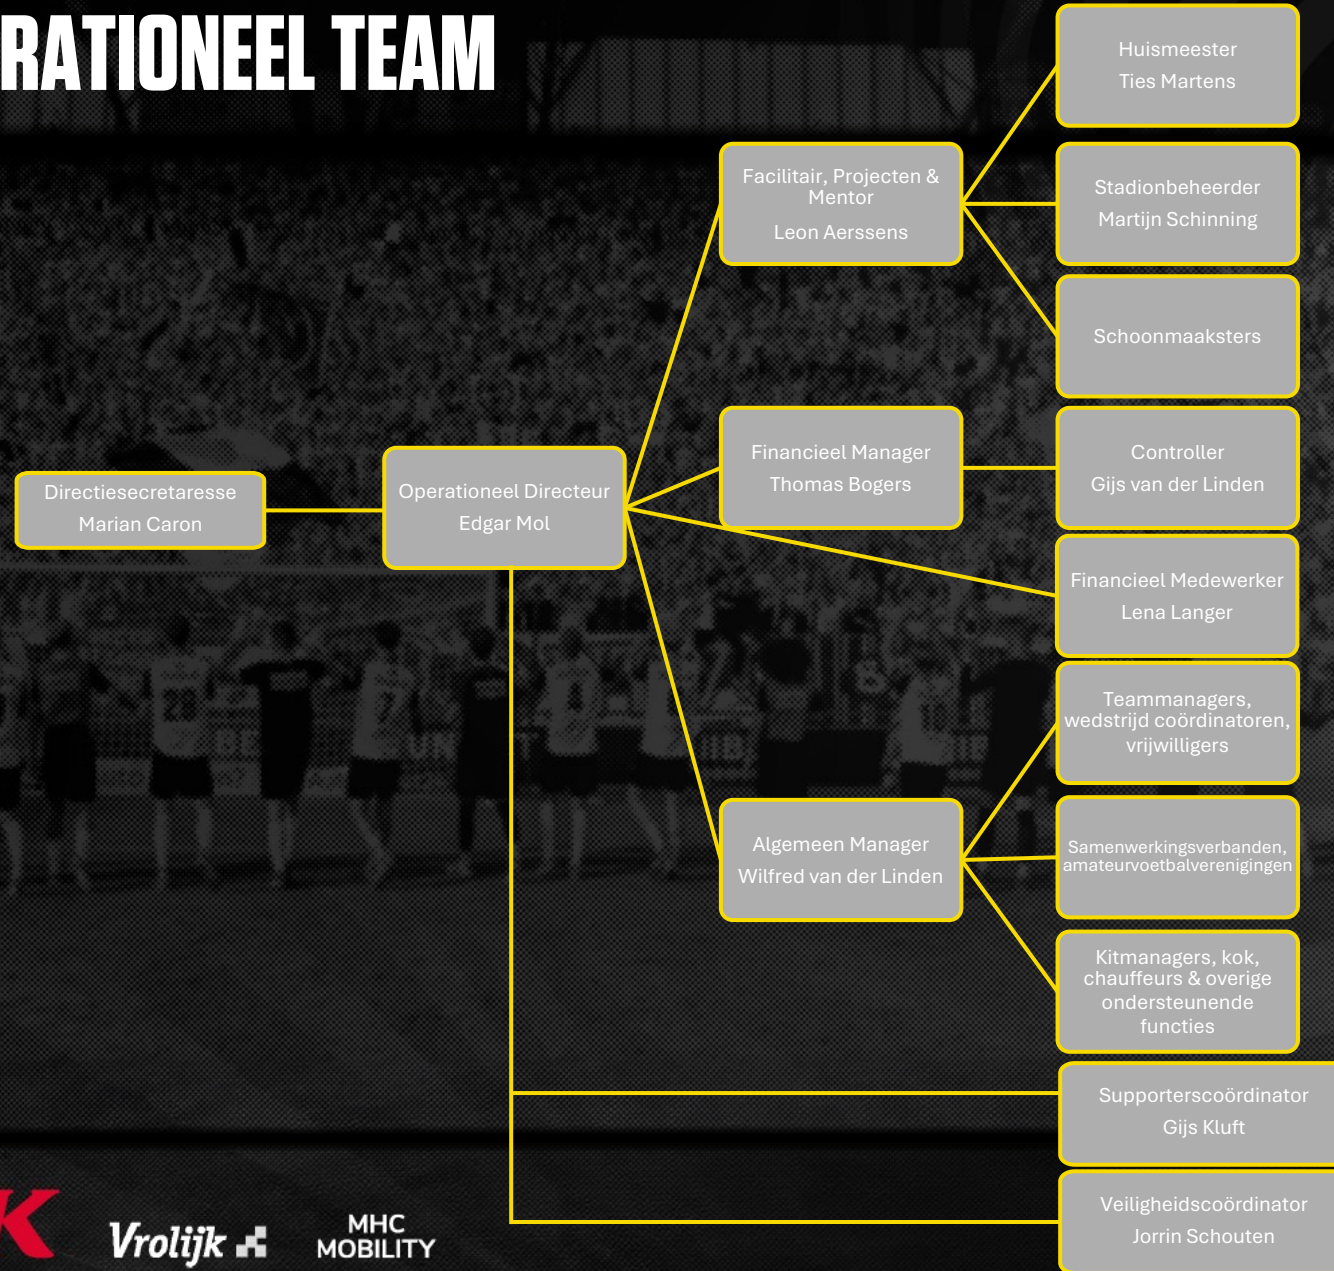 RATIONEEL TEAM
Huismeester
Ties Martens
Facilitair, Projecten &
Mentor
Leon Aerssens
Stadionbeheerder
Martijn Schinning
Schoonmaaksters
Financieel Manager
Thomas Bogers
Controller
Gijs van der Linden
Directiesecretaresse
Marian Caron
Operationeel Directeur
Edgar Mol
Financieel Medewerker
Lena Langer
Teammanagers,
wedstrijd coördinatoren,
vrijwilligers
Algemeen Manager
Wilfred van der Linden
Samenwerkingsverbanden,
amateurvoetbalverenigingen
Kitmanagers, kok,
chauffeurs & overige
ondersteunende
functies
Supporterscoördinator
Gijs Kluft
Veiligheidscoördinator
Jorrin Schouten
K
Vrolijk
MHC
MOBILITY